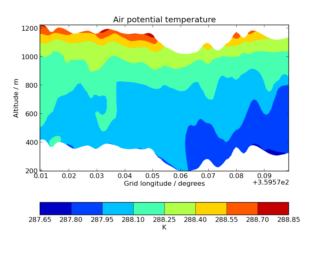 Air potential temperature
1200
1000
800
600
400
200
Altitude / m
0.01 0.02 0.03 0.04 0.05 0.06 0.07 0.08 0.09
Grid longitude / degrees
+3.5957e2
287.65 287.80 287.95 288.10 288.25 288.40 288.55 288.70 288.85
K